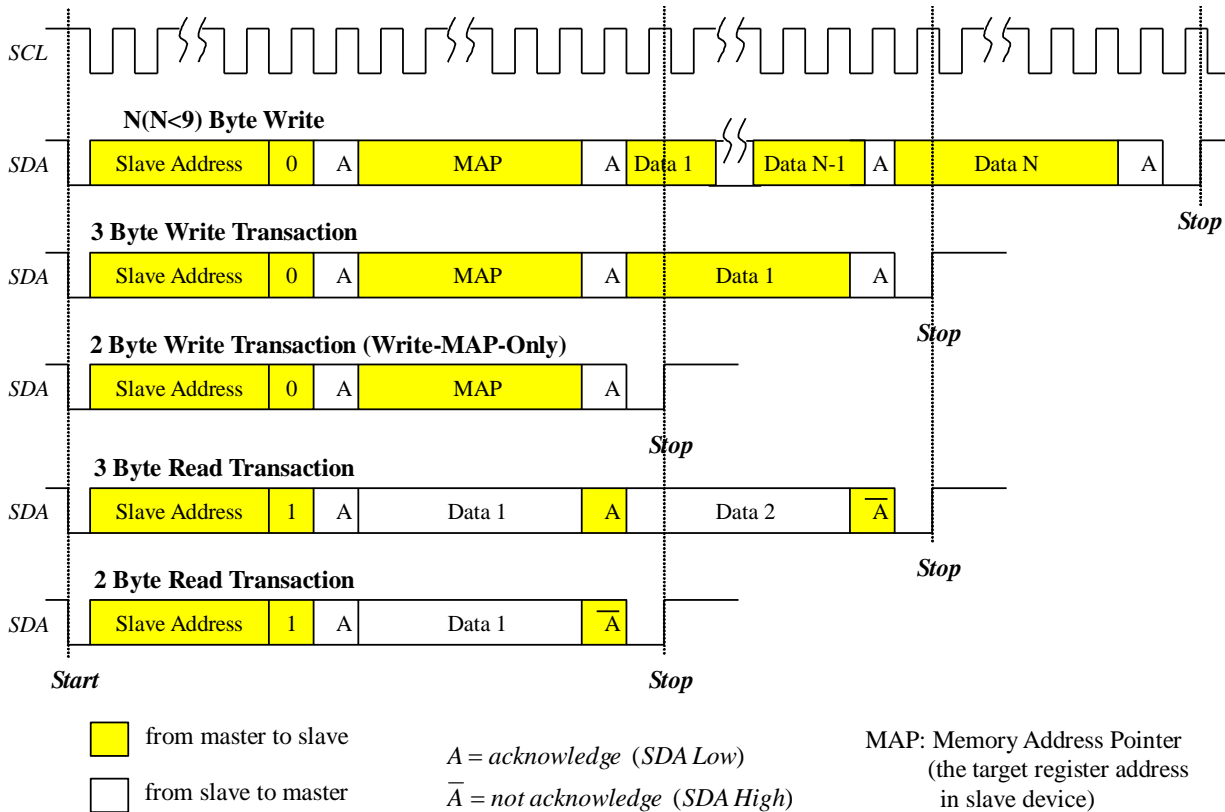 SCL
N(N<9) Byte Write
SDA Slave Address 0 A MAP A Data 1 Data N-1 A Data N A
Stop
3 Byte Write Transaction
SDA Slave Address 0 A MAP A Data 1 A
Stop
2 Byte Write Transaction (Write-MAP-Only)
SDA Slave Address 0 A MAP A
Stop
3 Byte Read Transaction
SDA Slave Address 1 A Data 1 A Data 2 A̅
Stop
2 Byte Read Transaction
SDA Slave Address 1 A Data 1 A̅
Start Stop
from master to slave
from slave to master
A = acknowledge (SDA Low)
A̅ = not acknowledge (SDA High)
MAP: Memory Address Pointer
(the target register address
in slave device)